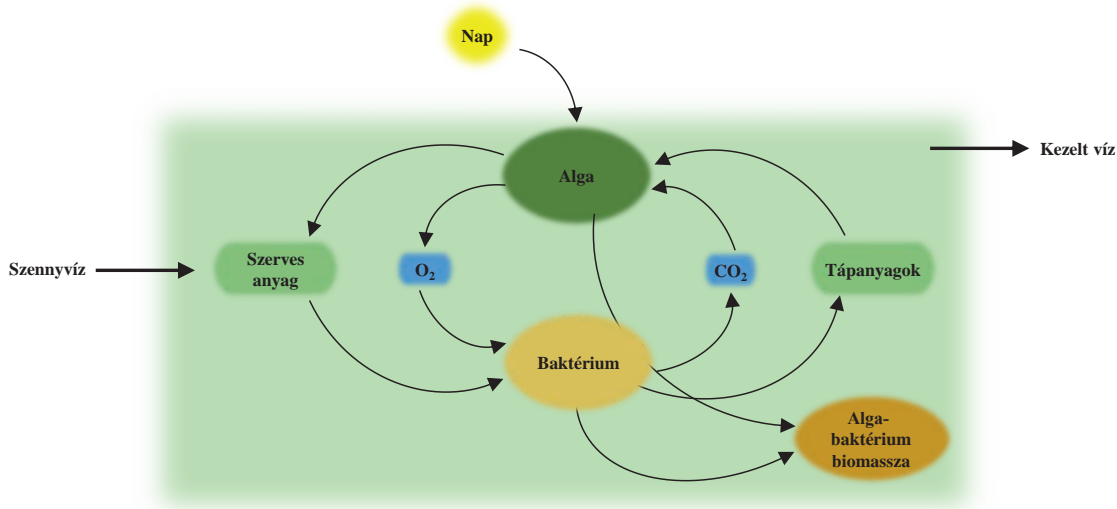 Nap
Kezelt víz
Alga
Szennyvíz
Szerves
anyag
O₂
CO₂
Tápanyagok
Baktérium
Alga-
baktérium
biomassza